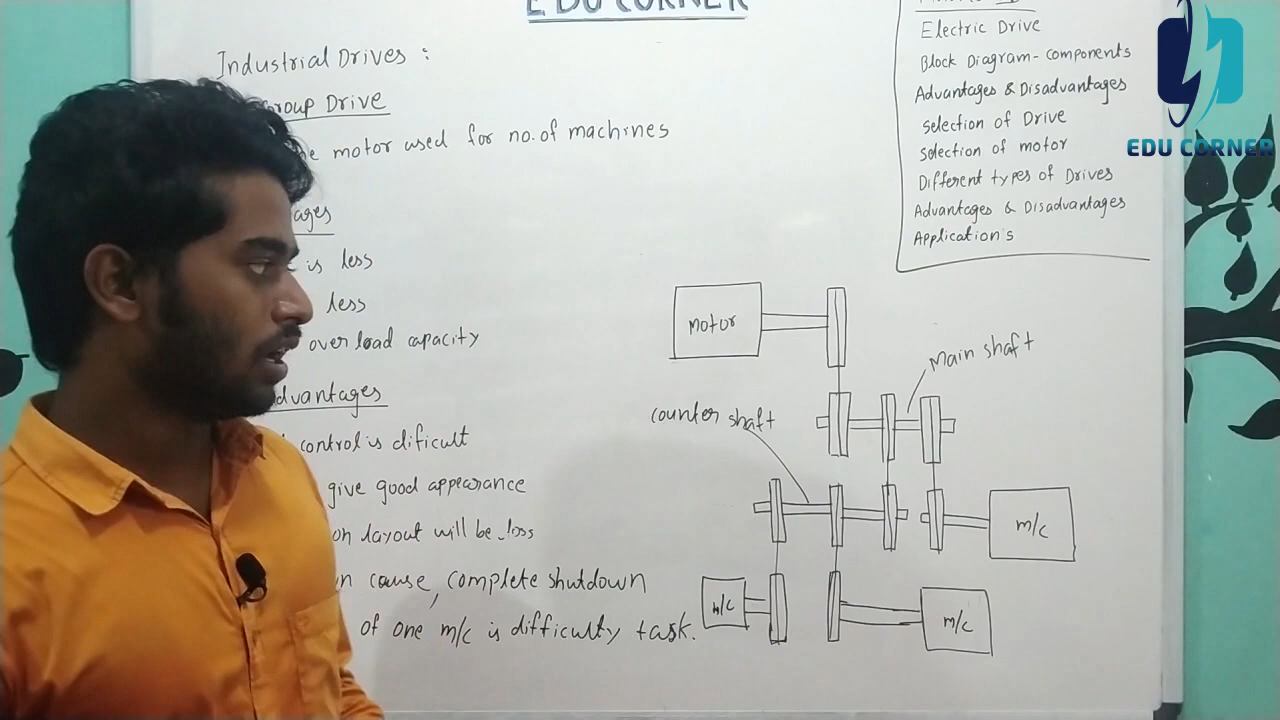 EDU CORNER
Industrial Drives :
Group Drive
motor used for no. of machines
ages
is less
less
over load capacity
dvantages
control is dificult
give good appearance
on layout will be loss
cause, complete shutdown
of one m/c is difficulty task.
Electric Drive
Block Diagram - components
Advantages & Disadvantages
Selection of Drive
Selection of motor
Different types of Drives
Advantages & Disadvantages
Applications
EDU CORNER
motor
main shaft
counter shaft
m/c
m/c
m/c